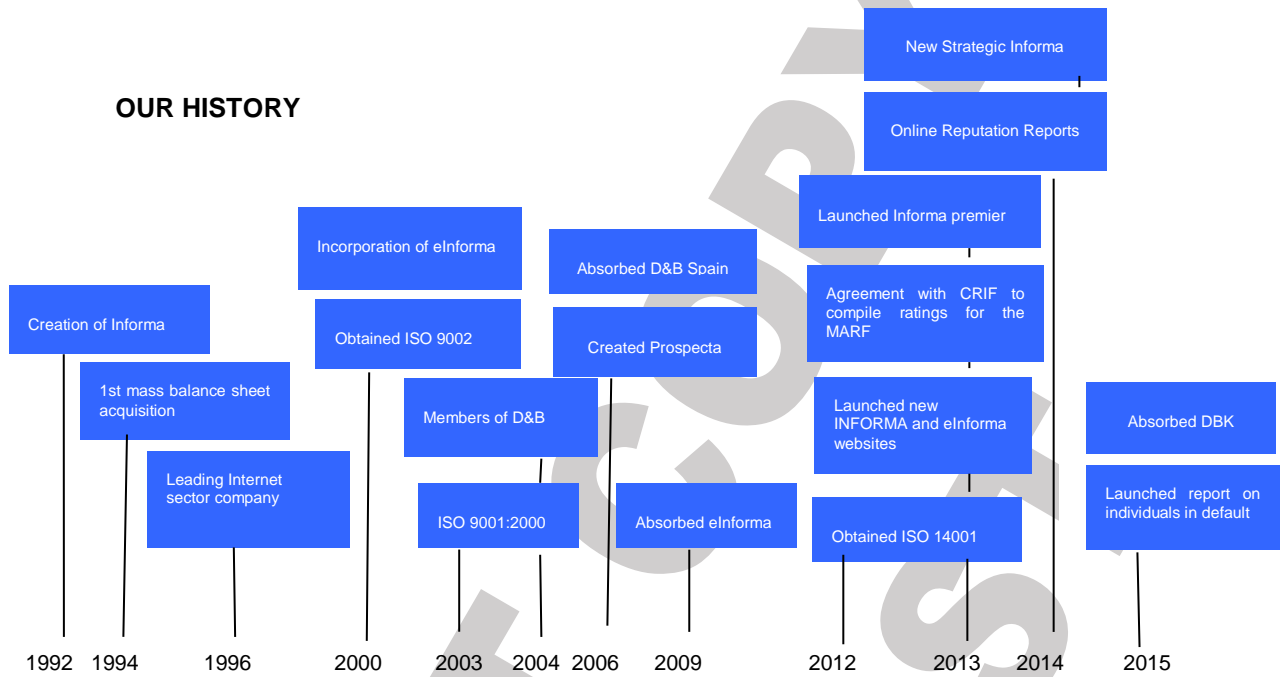 New Strategic Informa
OUR HISTORY
Online Reputation Reports
Launched Informa premier
Incorporation of eInforma
Absorbed D&B Spain
Agreement with CRIF to
compile ratings for the
MARF
Creation of Informa
Obtained ISO 9002
Created Prospecta
1st mass balance sheet
acquisition
Members of D&B
Launched new
INFORMA and eInforma
websites
Absorbed DBK
Leading Internet
sector company
ISO 9001:2000
Absorbed eInforma
Obtained ISO 14001
Launched report on
individuals in default
1992 1994 1996 2000 2003 2004 2006 2009 2012 2013 2014 2015